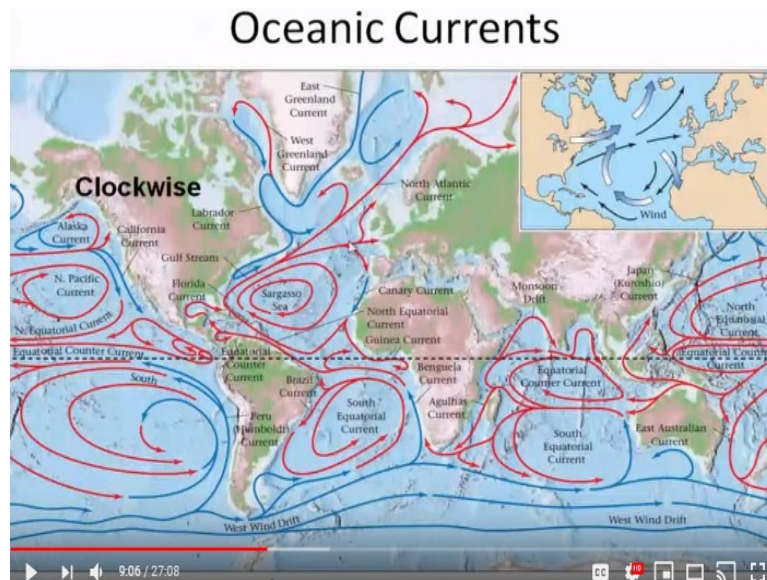 Oceanic Currents
East
Greenland
Current
West
Greenland
Current
Clockwise
North Atlantic
Current
Wind
Labrador
Current
Alaska
Current
California
Current
Gulf Stream
N. Pacific
Current
Florida
Current
Sargasso
Sea
Canary Current
Monsoon
Drift
Japan
(Kuroshio)
Current
North Equatorial
Current
North
Equatorial
Current
N. Equatorial Current
Guinea Current
Equatorial Counter Current
Equatorial
Counter
Current
Equatorial Counter
Current
South
Brazil
Current
Benguela
Current
Equatorial
Counter Current
Peru
(Humboldt)
Current
South
Equatorial
Current
Agulhas
Current
South
Equatorial
Current
East Australian
Current
West Wind Drift
West Wind Drift
9:06 / 27:08
CC
HD